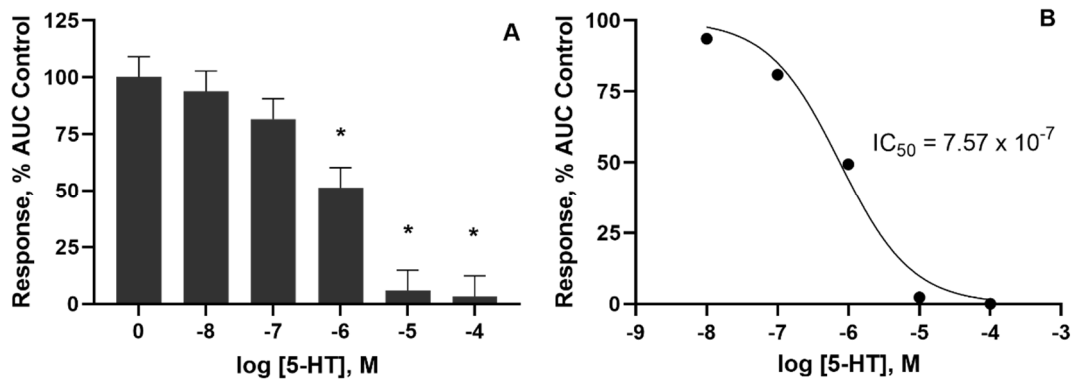 A
Response, % AUC Control
125
100
75
50
25
0
*
*
*
0 -8 -7 -6 -5 -4
log [5-HT], M
B
Response, % AUC Control
100
75
50
25
0
IC50 = 7.57 x 10-7
-9 -8 -7 -6 -5 -4 -3
log [5-HT], M